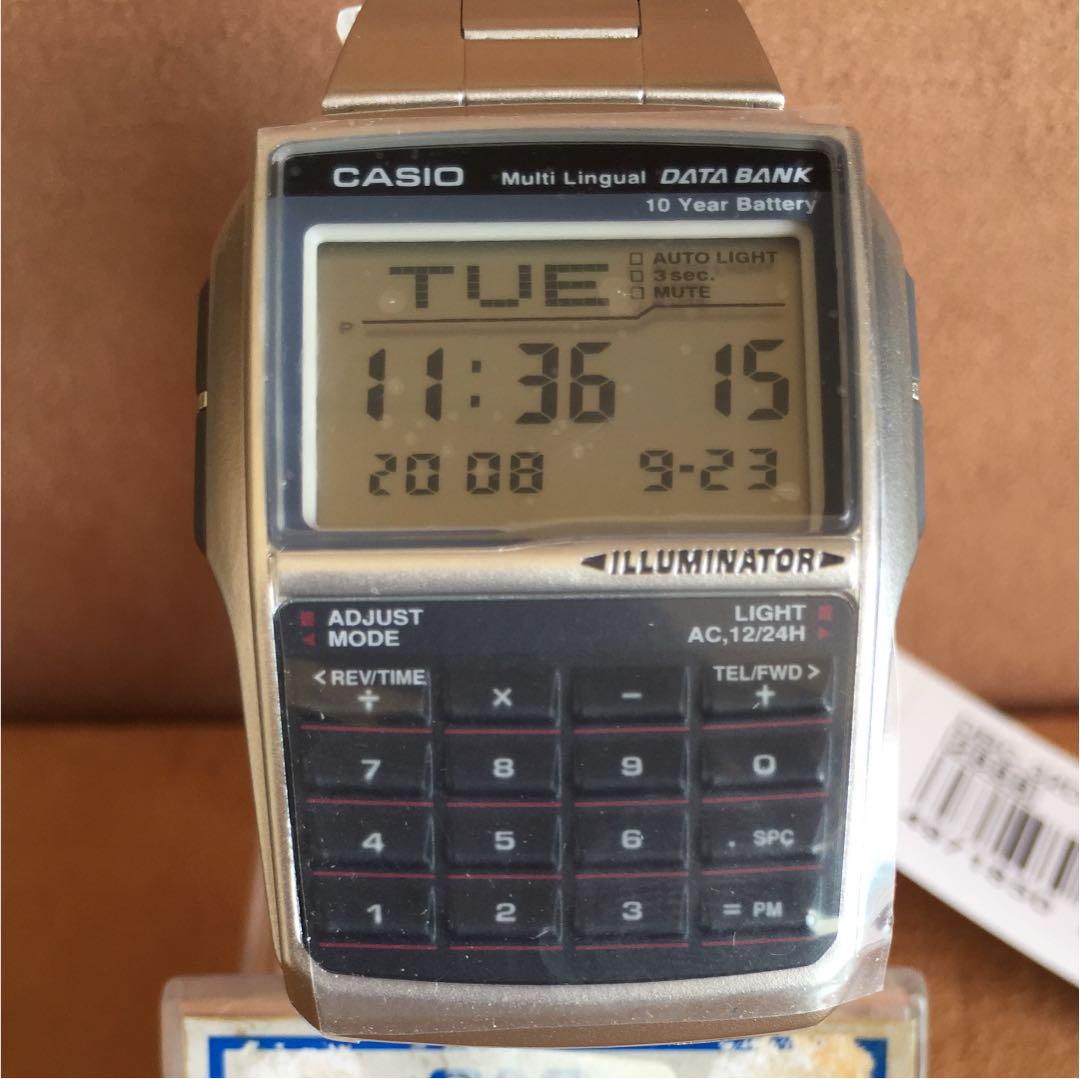 CASIO Multi Lingual DATA BANK
10 Year Battery
TUE
AUTO LIGHT
3 sec.
MUTE
P
11:36 15
2008 9-23
ILLUMINATOR
ADJUST LIGHT
MODE AC,12/24H
<REV/TIME TEL/FWD>
÷ × − +
7 8 9 0
4 5 6 . SPC
1 2 3 = PM